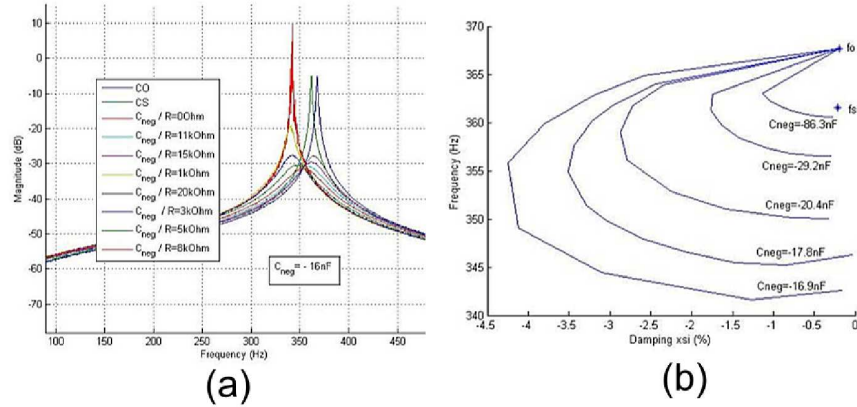 10
0
-10
-20
-30
-40
-50
-60
-70
Magnitude (dB)
CO
CS
Cneg / R=0Ohm
Cneg / R=11kOhm
Cneg / R=15kOhm
Cneg / R=1kOhm
Cneg / R=20kOhm
Cneg / R=3kOhm
Cneg / R=5kOhm
Cneg / R=8kOhm
Cneg = - 16nF
100 150 200 250 300 350 400 450
Frequency (Hz)
(a)
370
365
360
355
350
345
340
Frequency (Hz)
fo
fs
Cneg=-86.3nF
Cneg=-29.2nF
Cneg=-20.4nF
Cneg=-17.8nF
Cneg=-16.9nF
-4.5 -4 -3.5 -3 -2.5 -2 -1.5 -1 -0.5 0
Damping xsi (%)
(b)